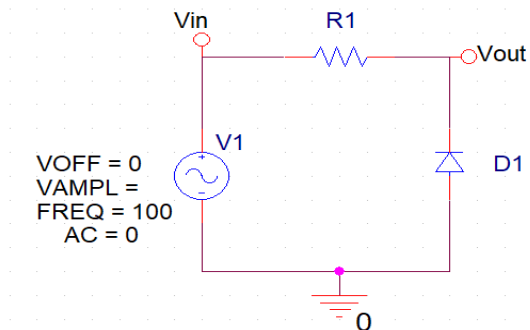 Vin
R1
Vout
V1
VOFF = 0
VAMPL =
FREQ = 100
AC = 0
D1
0